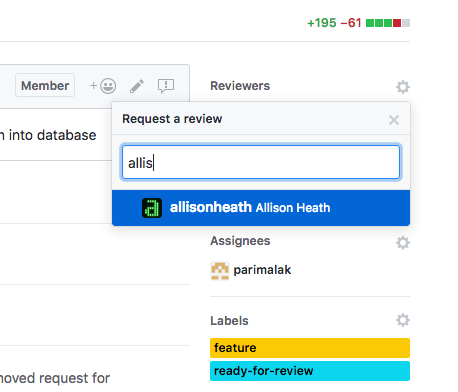 +195 −61
Member
Reviewers
Request a review
n into database
allis
allisonheath Allison Heath
Assignees
parimalak
Labels
feature
ready-for-review
noved request for